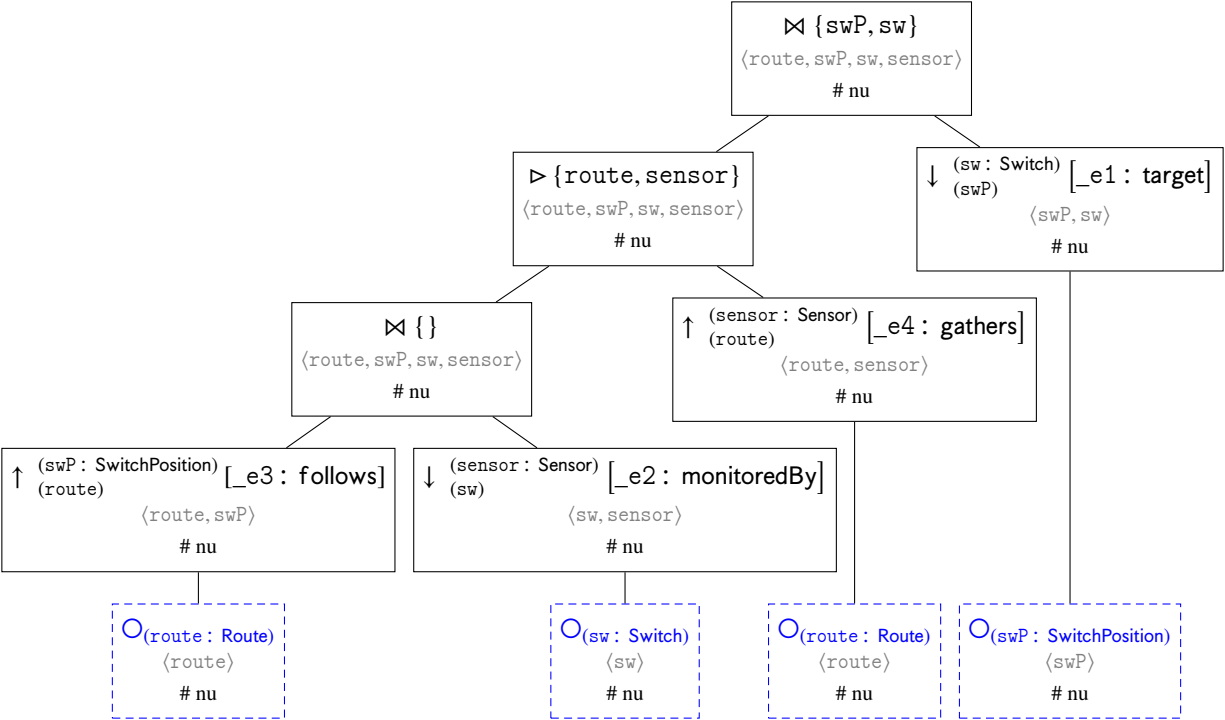 ⋈ {swP, sw}
⟨route, swP, sw, sensor⟩
# nu
▷ {route, sensor}
⟨route, swP, sw, sensor⟩
# nu
↓ (sw: Switch) (swP) [_e1: target]
⟨swP, sw⟩
# nu
⋈ {}
⟨route, swP, sw, sensor⟩
# nu
↑ (sensor: Sensor) (route) [_e4: gathers]
⟨route, sensor⟩
# nu
↑ (swP: SwitchPosition) (route) [_e3: follows]
⟨route, swP⟩
# nu
↓ (sensor: Sensor) (sw) [_e2: monitoredBy]
⟨sw, sensor⟩
# nu
○(route: Route)
⟨route⟩
# nu
○(sw: Switch)
⟨sw⟩
# nu
○(route: Route)
⟨route⟩
# nu
○(swP: SwitchPosition)
⟨swP⟩
# nu